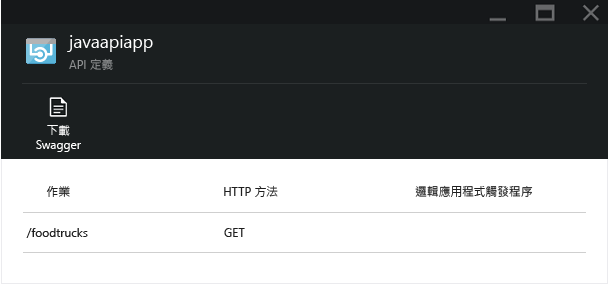 javaapiapp
API 定義
下載
Swagger
作業 HTTP 方法 邏輯應用程式觸發程序
/foodtrucks GET